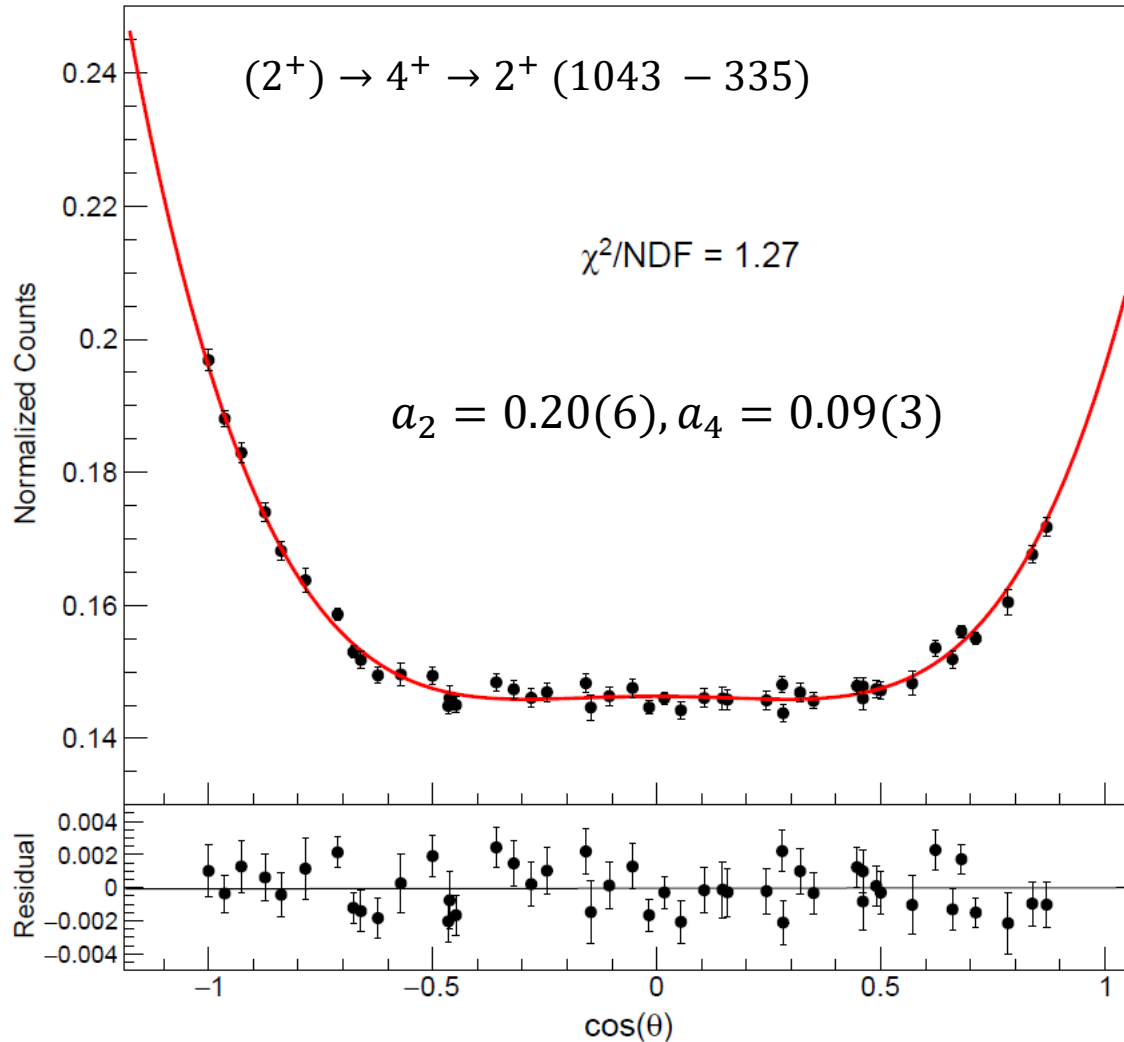 (2⁺) → 4⁺ → 2⁺ (1043 − 335)
χ²/NDF = 1.27
a₂ = 0.20(6), a₄ = 0.09(3)
Normalized Counts
0.24
0.22
0.2
0.18
0.16
0.14
Residual
0.004
0.002
0
−0.002
−0.004
−1
−0.5
0
0.5
1
cos(θ)